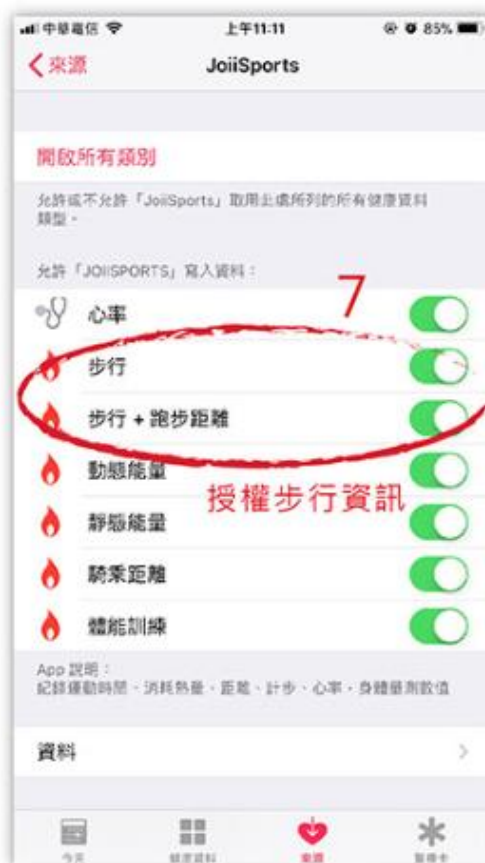 中華電信 上午11:11 85%
來源 JoiiSports
開啟所有類別
允許或不允許「JoiiSports」取用此處所列的所有健康資料
類型。
允許「JOIISPORTS」寫入資料：
7
心率
步行
步行 + 跑步距離
動態能量
授權步行資訊
靜態能量
騎乘距離
體能訓練
App 說明：
紀錄運動時間、消耗熱量、距離、計步、心率、身體量測數值
資料
今天 健康資料 來源 醫療卡